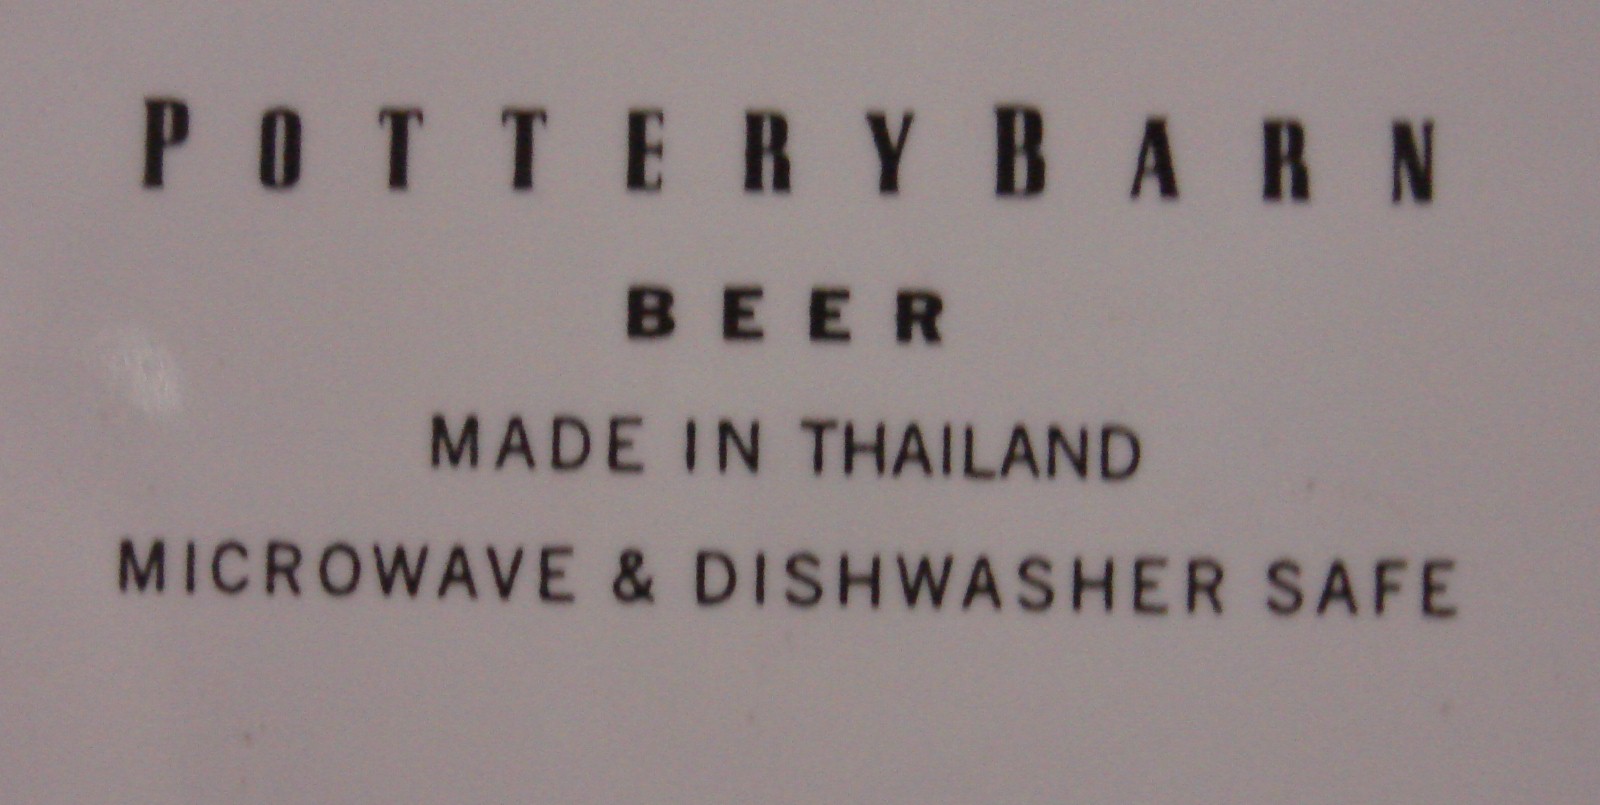 POTTERY BARN
BEER
MADE IN THAILAND
MICROWAVE & DISHWASHER SAFE